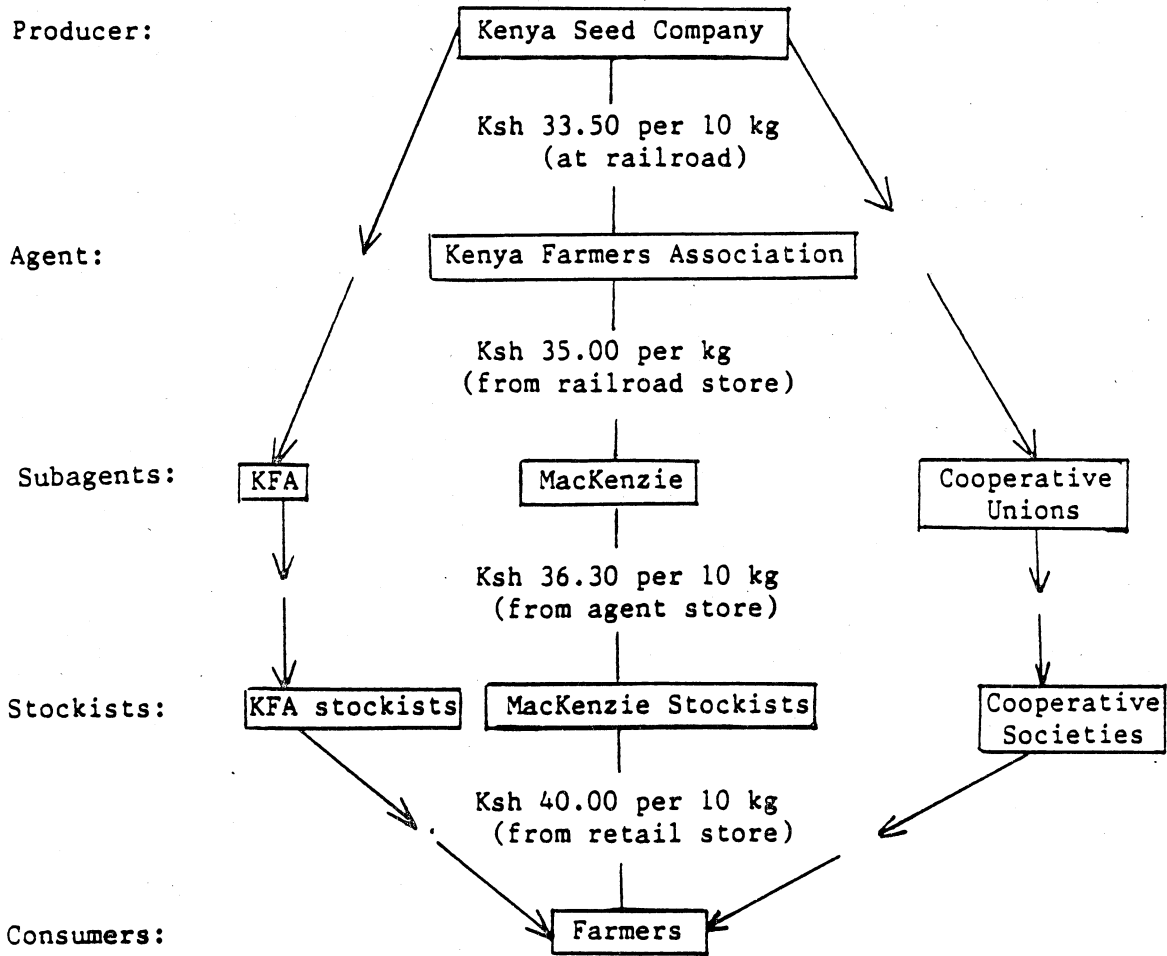 Producer:
Kenya Seed Company
Ksh 33.50 per 10 kg
(at railroad)
Agent:
Kenya Farmers Association
Ksh 35.00 per kg
(from railroad store)
Subagents:
KFA
MacKenzie
Cooperative
Unions
Ksh 36.30 per 10 kg
(from agent store)
Stockists:
KFA stockists
MacKenzie Stockists
Cooperative
Societies
Ksh 40.00 per 10 kg
(from retail store)
Consumers:
Farmers